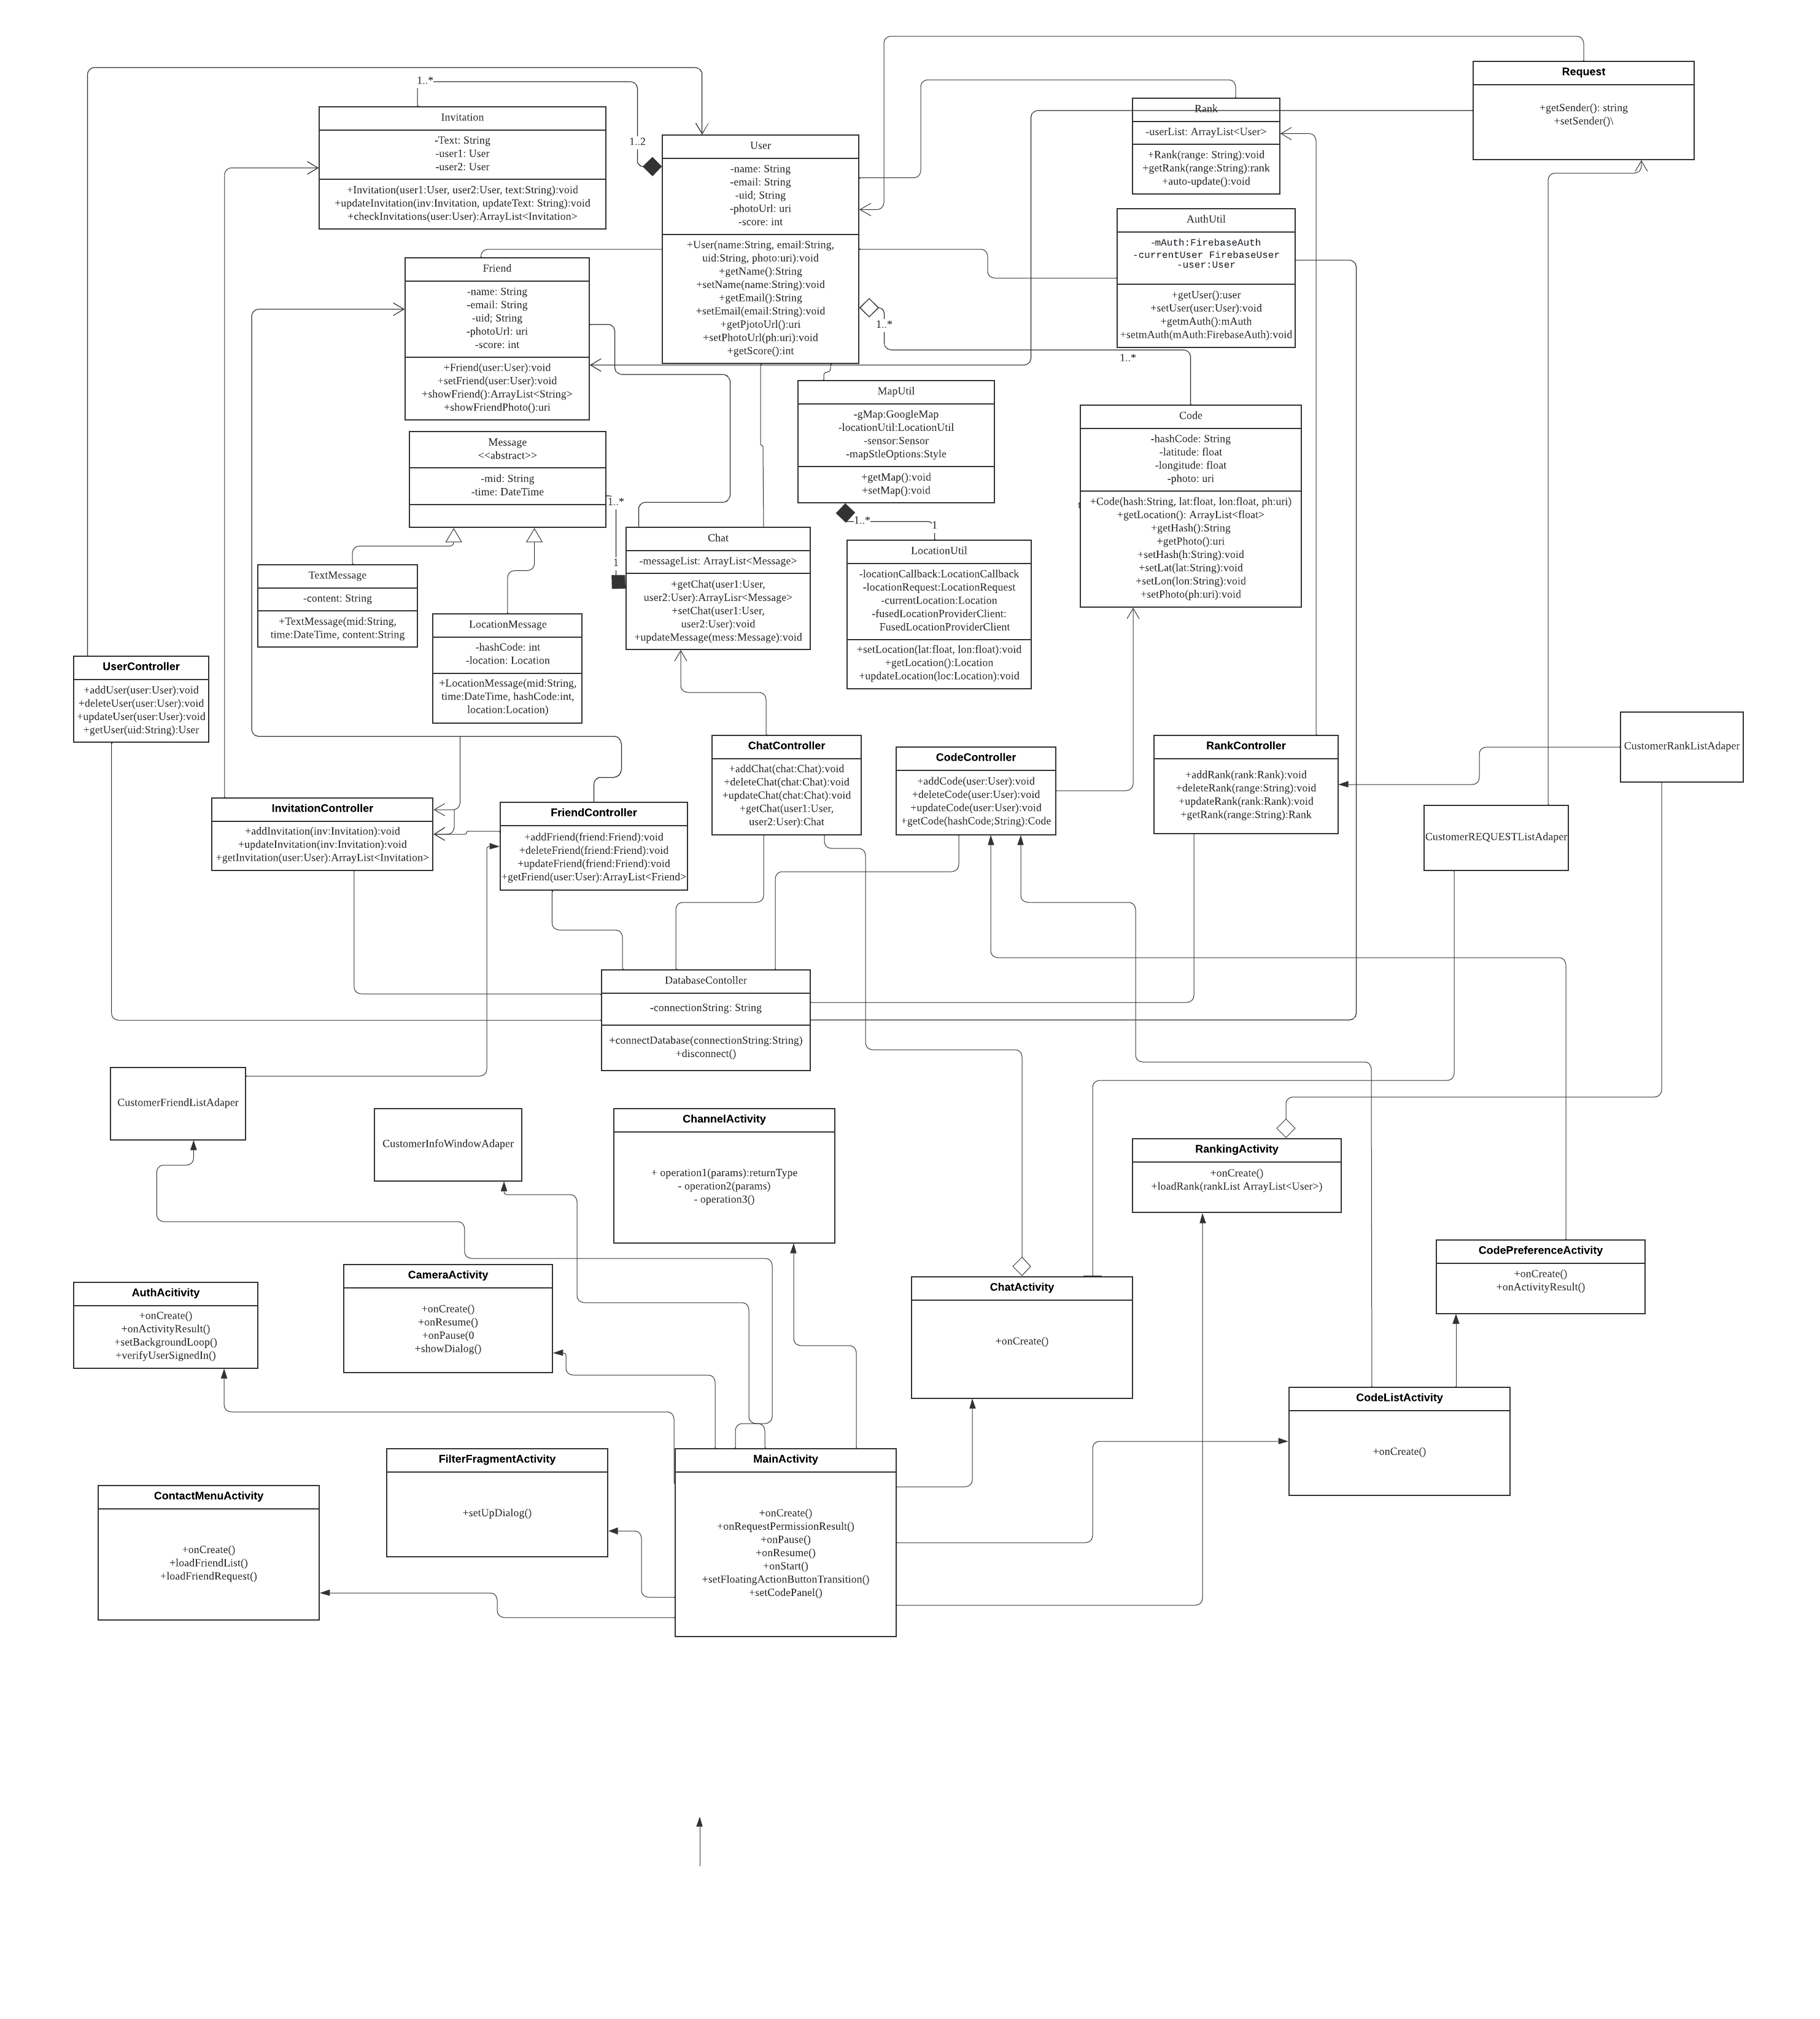 1..*
1..2
Invitation
-Text: String
-user1: User
-user2: User
+Invitation(user1:User, user2:User, text:String):void
+updateInvitation(inv:Invitation, updateText: String):void
+checkInvitations(user:User):ArrayList<Invitation>
User
-name: String
-email: String
-uid; String
-photoUrl: uri
-score: int
+User(name:String, email:String,
uid:String, photo:uri):void
+getName():String
+setName(name:String):void
+getEmail():String
+setEmail(email:String):void
+getPjotoUrl():uri
+setPhotoUrl(ph:uri):void
+getScore():int
Rank
-userList: ArrayList<User>
+Rank(range: String):void
+getRank(range:String):rank
+auto-update():void
Request
+getSender(): string
+setSender()\
AuthUtil
-mAuth:FirebaseAuth
-currentUser FirebaseUser
-user:User
+getUser():user
+setUser(user:User):void
+getmAuth():mAuth
+setmAuth(mAuth:FirebaseAuth):void
1..*
1..*
Friend
-name: String
-email: String
-uid; String
-photoUrl: uri
-score: int
+Friend(user:User):void
+setFriend(user:User):void
+showFriend():ArrayList<String>
+showFriendPhoto():uri
MapUtil
-gMap:GoogleMap
-locationUtil:LocationUtil
-sensor:Sensor
-mapStleOptions:Style
+getMap():void
+setMap():void
1..*
1
Code
-hashCode: String
-latitude: float
-longitude: float
-photo: uri
+Code(hash:String, lat:float, lon:float, ph:uri)
+getLocation(): ArrayList<float>
+getHash():String
+getPhoto():uri
+setHash(h:String):void
+setLat(lat:String):void
+setLon(lon:String):void
+setPhoto(ph:uri):void
Message
<<abstract>>
-mid: String
-time: DateTime
1..*
1
Chat
-messageList: ArrayList<Message>
+getChat(user1:User,
user2:User):ArrayLisr<Message>
+setChat(user1:User,
user2:User):void
+updateMessage(mess:Message):void
LocationUtil
-locationCallback:LocationCallback
-locationRequest:LocationRequest
-currentLocation:Location
-fusedLocationProviderClient:
FusedLocationProviderClient
+setLocation(lat:float, lon:float):void
+getLocation():Location
+updateLocation(loc:Location):void
TextMessage
-content: String
+TextMessage(mid:String,
time:DateTime, content:String
LocationMessage
-hashCode: int
-location: Location
+LocationMessage(mid:String,
time:DateTime, hashCode:int,
location:Location)
UserController
+addUser(user:User):void
+deleteUser(user:User):void
+updateUser(user:User):void
+getUser(uid:String):User
InvitationController
+addInvitation(inv:Invitation):void
+updateInvitation(inv:Invitation):void
+getInvitation(user:User):ArrayList<Invitation>
FriendController
+addFriend(friend:Friend):void
+deleteFriend(friend:Friend):void
+updateFriend(friend:Friend):void
+getFriend(user:User):ArrayList<Friend>
ChatController
+addChat(chat:Chat):void
+deleteChat(chat:Chat):void
+updateChat(chat:Chat):void
+getChat(user1:User,
user2:User):Chat
CodeController
+addCode(user:User):void
+deleteCode(user:User):void
+updateCode(user:User):void
+getCode(hashCode;String):Code
RankController
+addRank(rank:Rank):void
+deleteRank(range:String):void
+updateRank(rank:Rank):void
+getRank(range:String):Rank
CustomerRankListAdaper
CustomerREQUESTListAdaper
DatabaseContoller
-connectionString: String
+connectDatabase(connectionString:String)
+disconnect()
CustomerFriendListAdaper
CustomerInfoWindowAdaper
ChannelActivity
+ operation1(params):returnType
- operation2(params)
- operation3()
RankingActivity
+onCreate()
+loadRank(rankList ArrayList<User>)
CodePreferenceActivity
+onCreate()
+onActivityResult()
AuthAcitivity
+onCreate()
+onActivityResult()
+setBackgroundLoop()
+verifyUserSignedIn()
CameraActivity
+onCreate()
+onResume()
+onPause(0
+showDialog()
ChatActivity
+onCreate()
CodeListActivity
+onCreate()
FilterFragmentActivity
+setUpDialog()
MainActivity
+onCreate()
+onRequestPermissionResult()
+onPause()
+onResume()
+onStart()
+setFloatingActionButtonTransition()
+setCodePanel()
ContactMenuActivity
+onCreate()
+loadFriendList()
+loadFriendRequest()